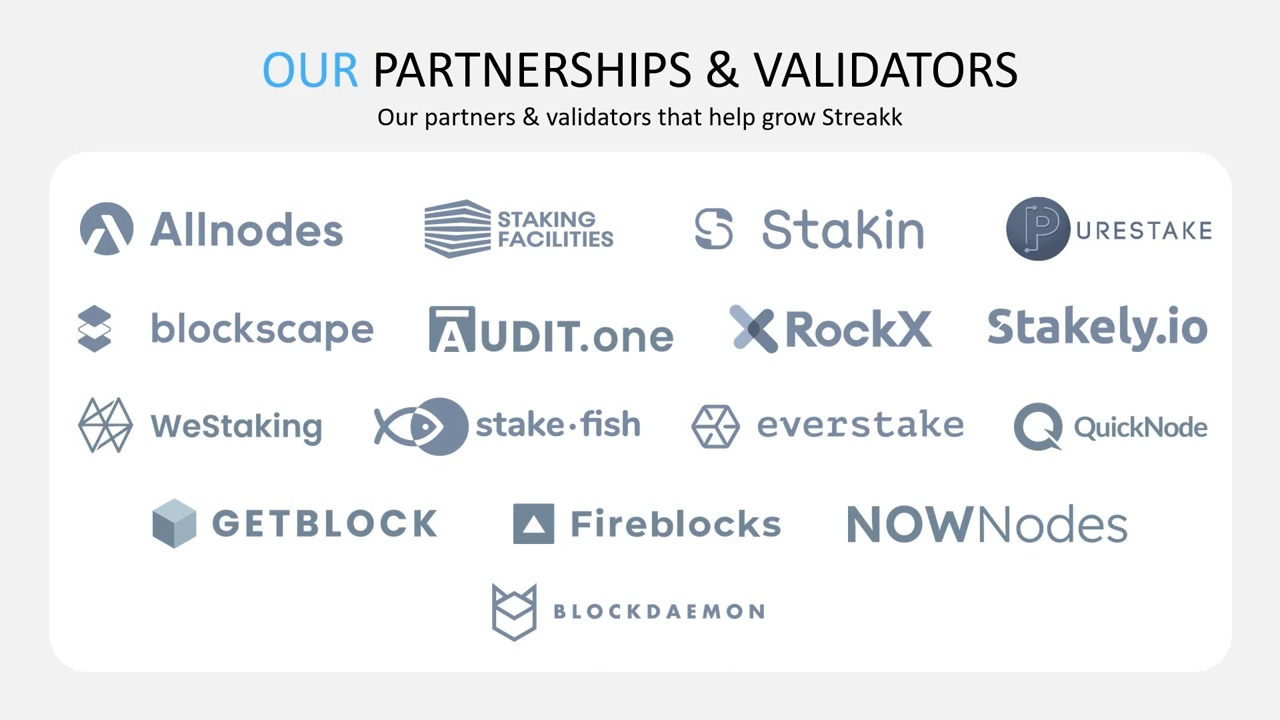 OUR PARTNERSHIPS & VALIDATORS
Our partners & validators that help grow Streakk
Allnodes
STAKING
FACILITIES
Stakin
PURESTAKE
blockscape
AUDIT.one
RockX
Stakely.io
WeStaking
stake·fish
everstake
QuickNode
GETBLOCK
Fireblocks
NOWNodes
BLOCKDAEMON